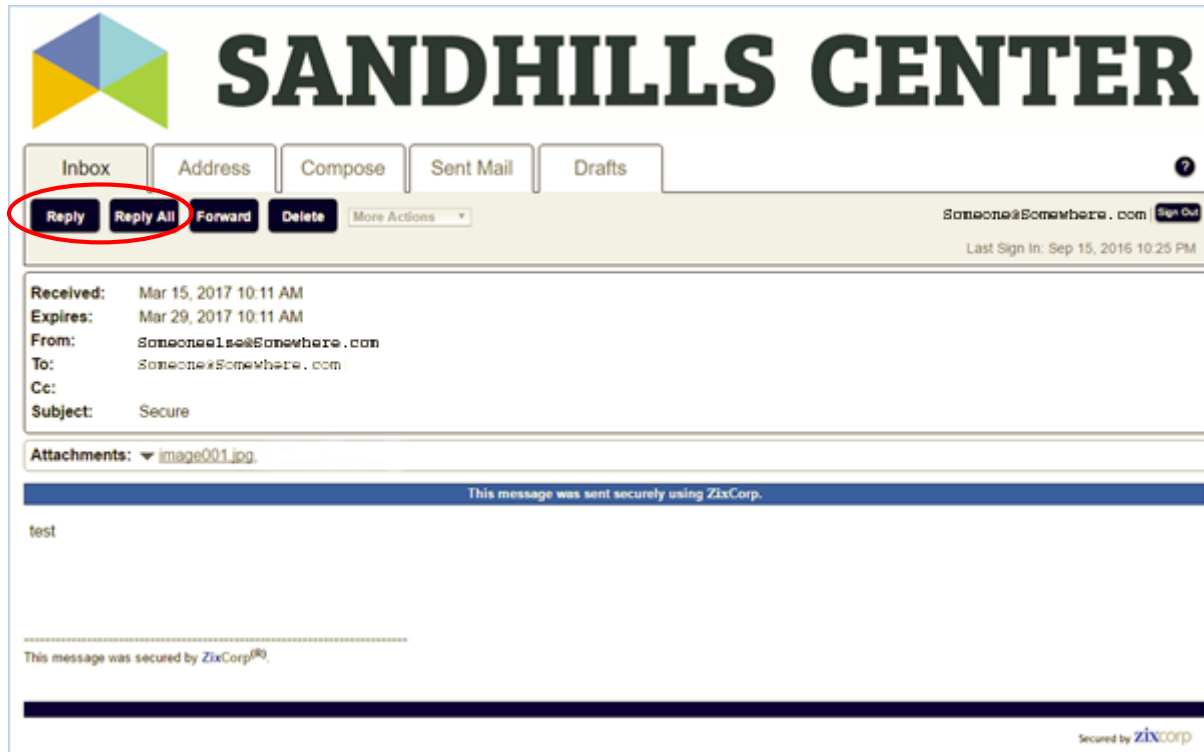 SANDHILLS CENTER
Inbox Address Compose Sent Mail Drafts ?
Reply Reply All Forward Delete More Actions Someone@Somewhere.com | Sign Out
Last Sign In: Sep 15, 2016 10:25 PM
Received: Mar 15, 2017 10:11 AM
Expires: Mar 29, 2017 10:11 AM
From: Someoneelse@Somewhere.com
To: Someone@Somewhere.com
Cc:
Subject: Secure
Attachments: image001.jpg,
This message was sent securely using ZixCorp.
test
This message was secured by ZixCorp(R).
Secured by zixcorp